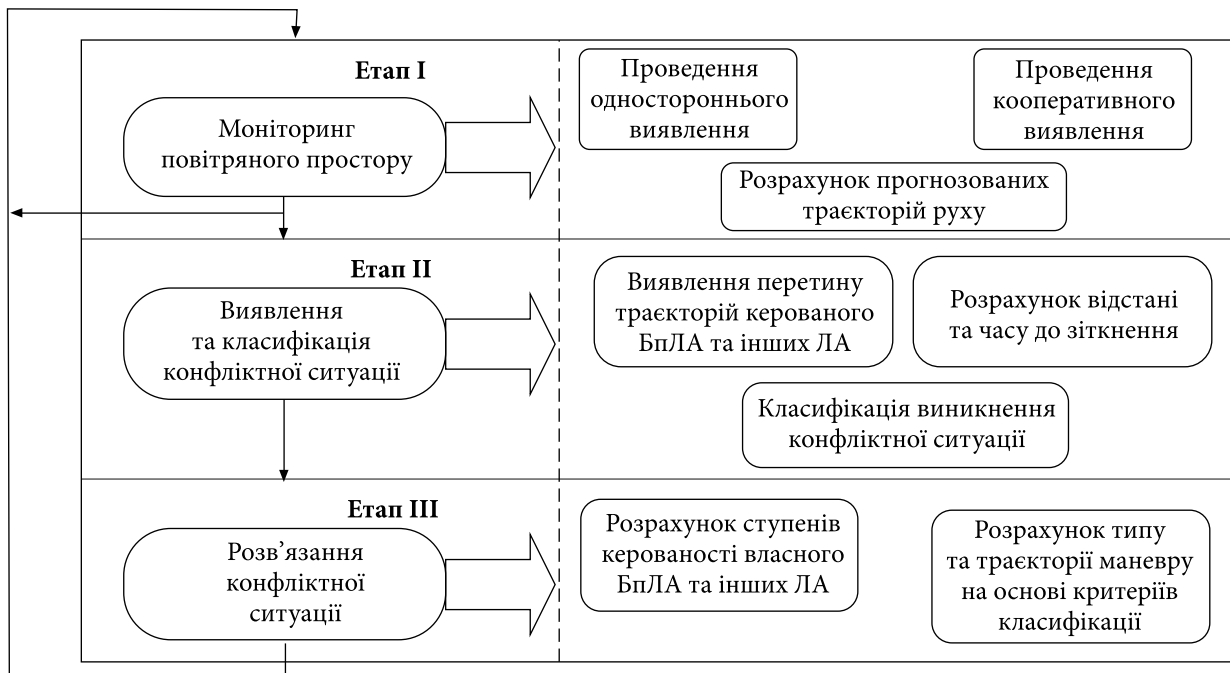 Етап I
Моніторинг
повітряного простору
Проведення
одностороннього
виявлення
Проведення
кооперативного
виявлення
Розрахунок прогнозованих
траєкторій руху
Етап II
Виявлення
та класифікація
конфліктної ситуації
Виявлення перетину
траєкторій керованого
БпЛА та інших ЛА
Розрахунок відстані
та часу до зіткнення
Класифікація виникнення
конфліктної ситуації
Етап III
Розв’язання
конфліктної
ситуації
Розрахунок ступенів
керованості власного
БпЛА та інших ЛА
Розрахунок типу
та траєкторії маневру
на основі критеріїв
класифікації